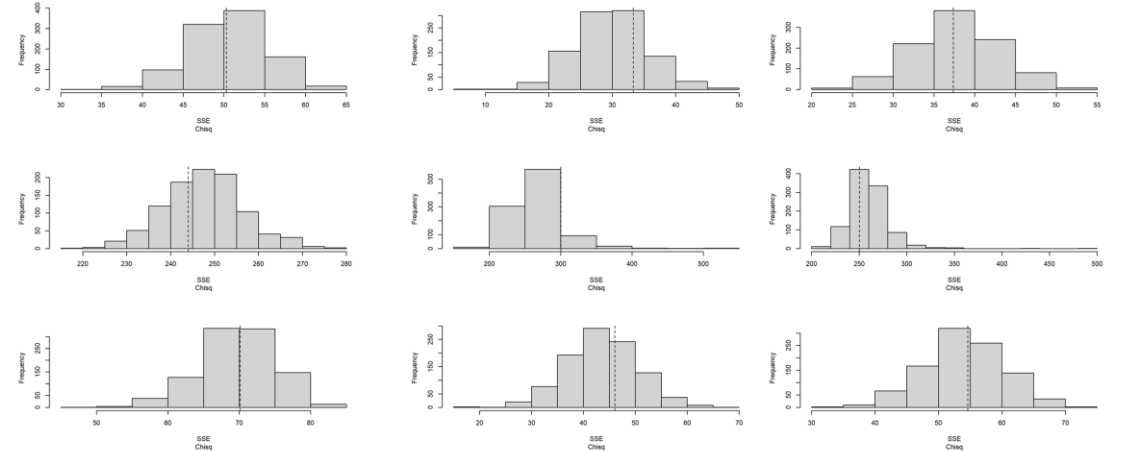 Frequency
0 100 200 300 400
30 35 40 45 50 55 60 65
SSE
Chisq
Frequency
0 50 150 250
10 20 30 40 50
SSE
Chisq
Frequency
0 100 200 300
20 25 30 35 40 45 50 55
SSE
Chisq
Frequency
0 50 100 150 200
220 230 240 250 260 270 280
SSE
Chisq
Frequency
0 100 300 500
200 300 400 500
SSE
Chisq
Frequency
0 100 200 300 400
200 250 300 350 400 450 500
SSE
Chisq
Frequency
0 50 150 250
50 60 70 80
SSE
Chisq
Frequency
0 50 150 250
20 30 40 50 60 70
SSE
Chisq
Frequency
0 50 150 250
30 40 50 60 70
SSE
Chisq